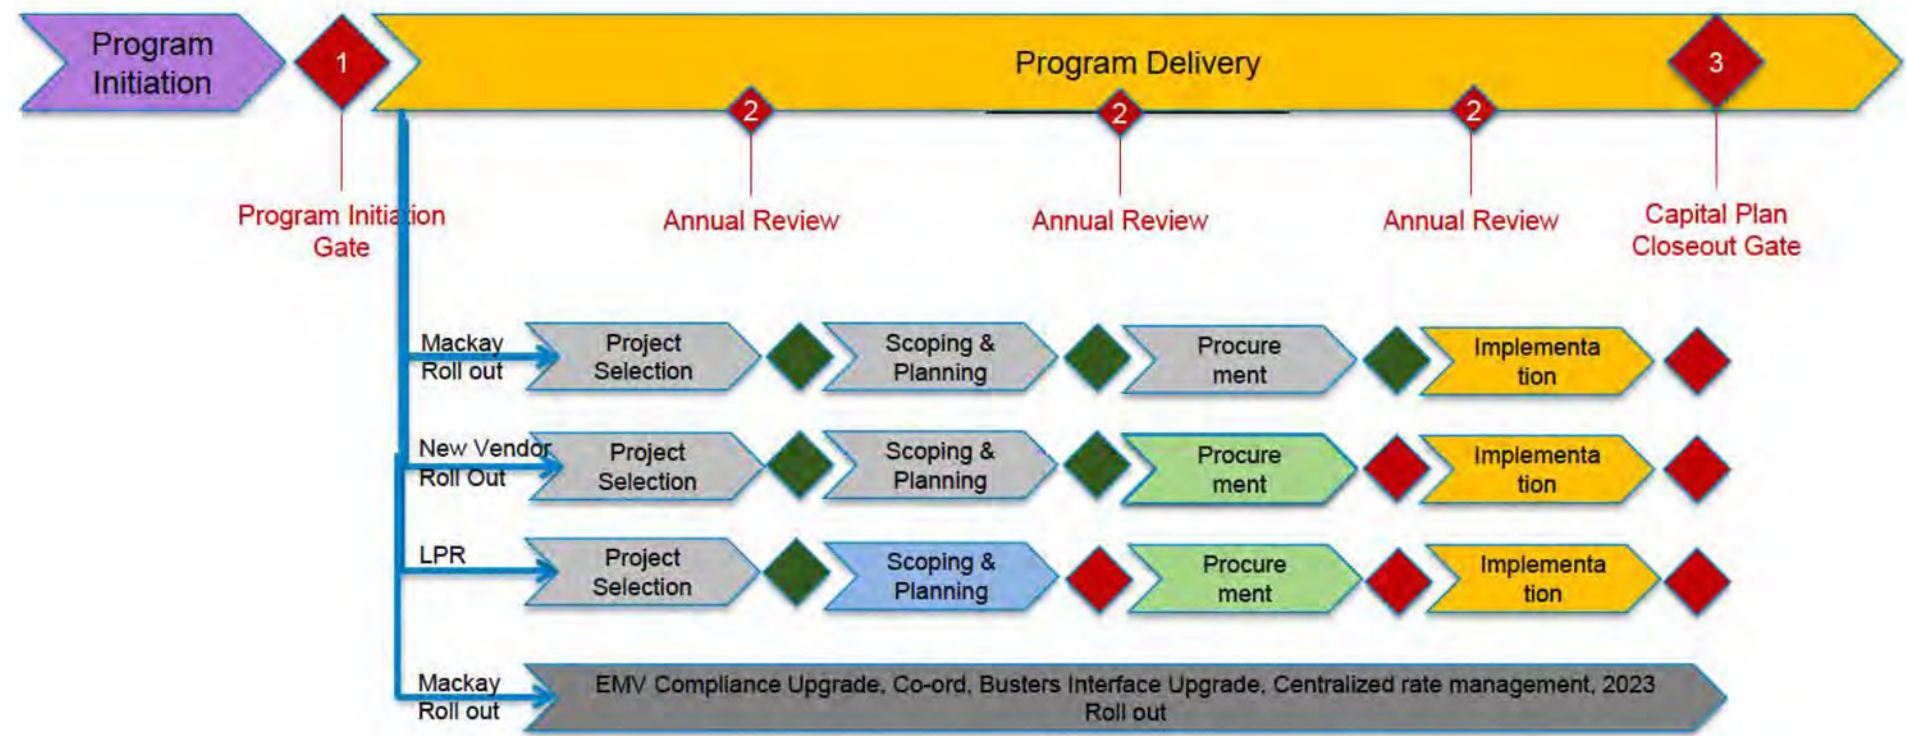 Program
Initiation
1
Program Delivery
3
2
2
2
Program Initiation
Gate
Annual Review
Annual Review
Annual Review
Capital Plan
Closeout Gate
Mackay
Roll out
Project
Selection
Scoping &
Planning
Procure
ment
Implementa
tion
New Vendor
Roll Out
Project
Selection
Scoping &
Planning
Procure
ment
Implementa
tion
LPR
Project
Selection
Scoping &
Planning
Procure
ment
Implementa
tion
Mackay
Roll out
EMV Compliance Upgrade, Co-ord, Busters Interface Upgrade, Centralized rate management, 2023
Roll out